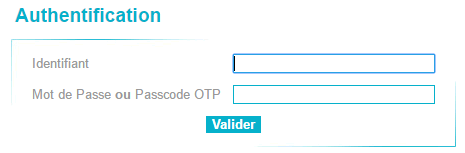 Authentification
Identifiant
Mot de Passe ou Passcode OTP
Valider